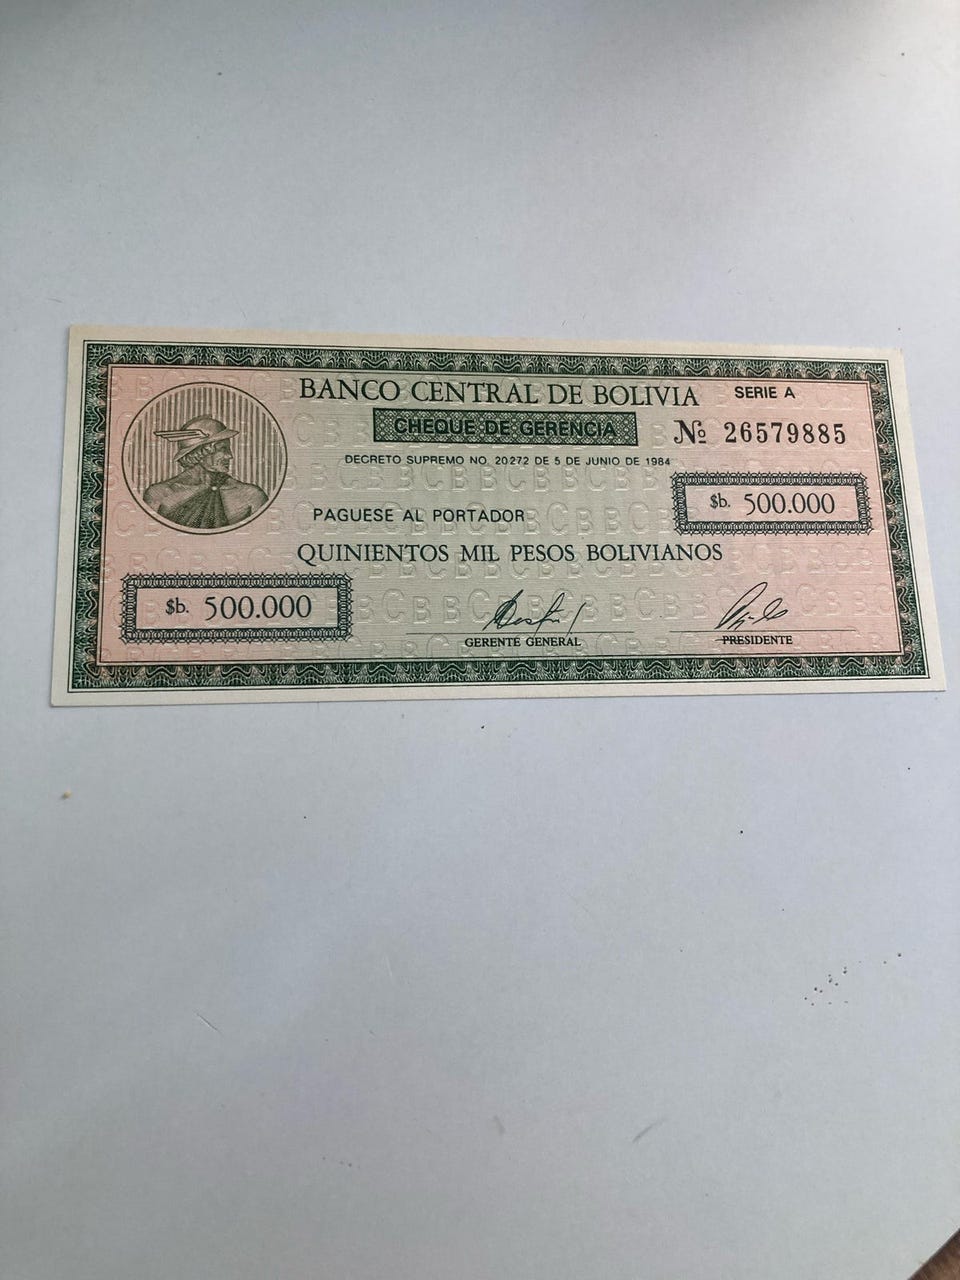 BANCO CENTRAL DE BOLIVIA
SERIE A
CHEQUE DE GERENCIA
Nº 26579885
DECRETO SUPREMO NO. 20272 DE 5 DE JUNIO DE 1984
$b. 500.000
PAGUESE AL PORTADOR
QUINIENTOS MIL PESOS BOLIVIANOS
$b. 500.000
GERENTE GENERAL
PRESIDENTE